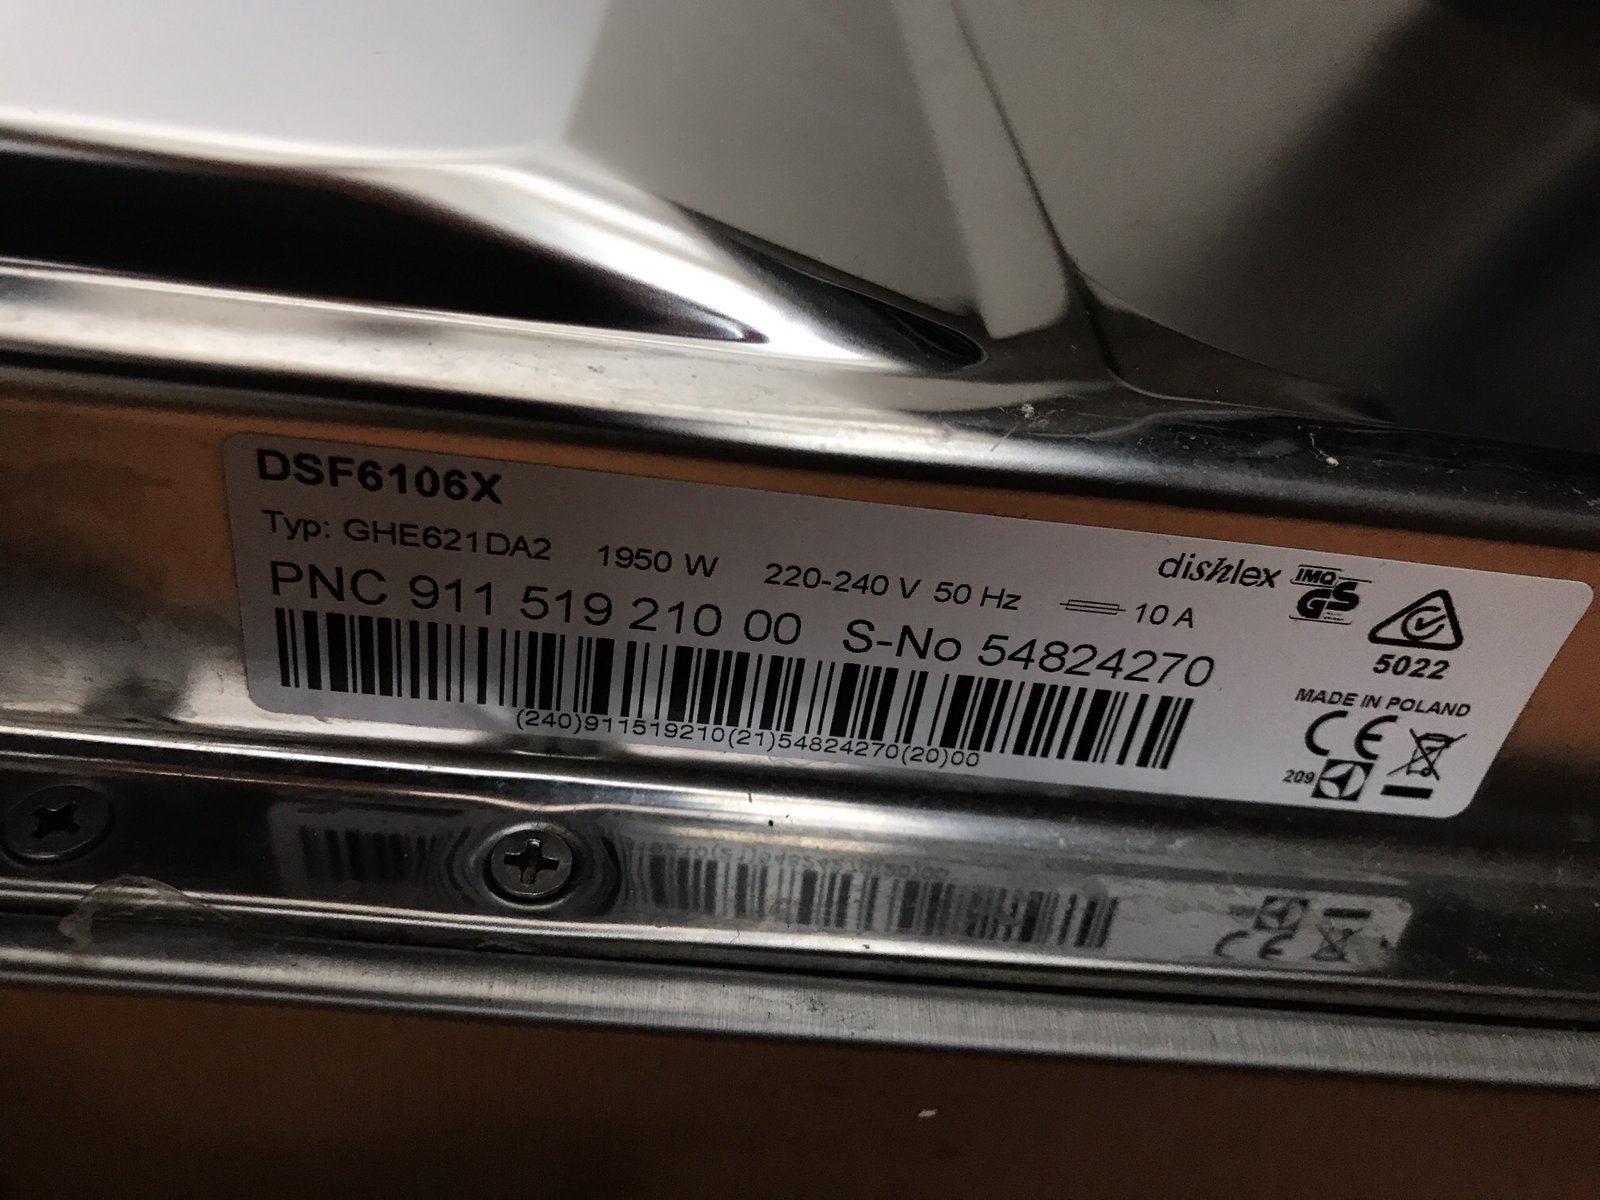 DSF6106X
Typ: GHE621DA2 1950 W 220-240 V 50 Hz 10 A
dishlex
IMQ
GS
PNC 911 519 210 00 S-No 54824270
(240)911519210(21)54824270(20)00
5022
MADE IN POLAND
CE
209